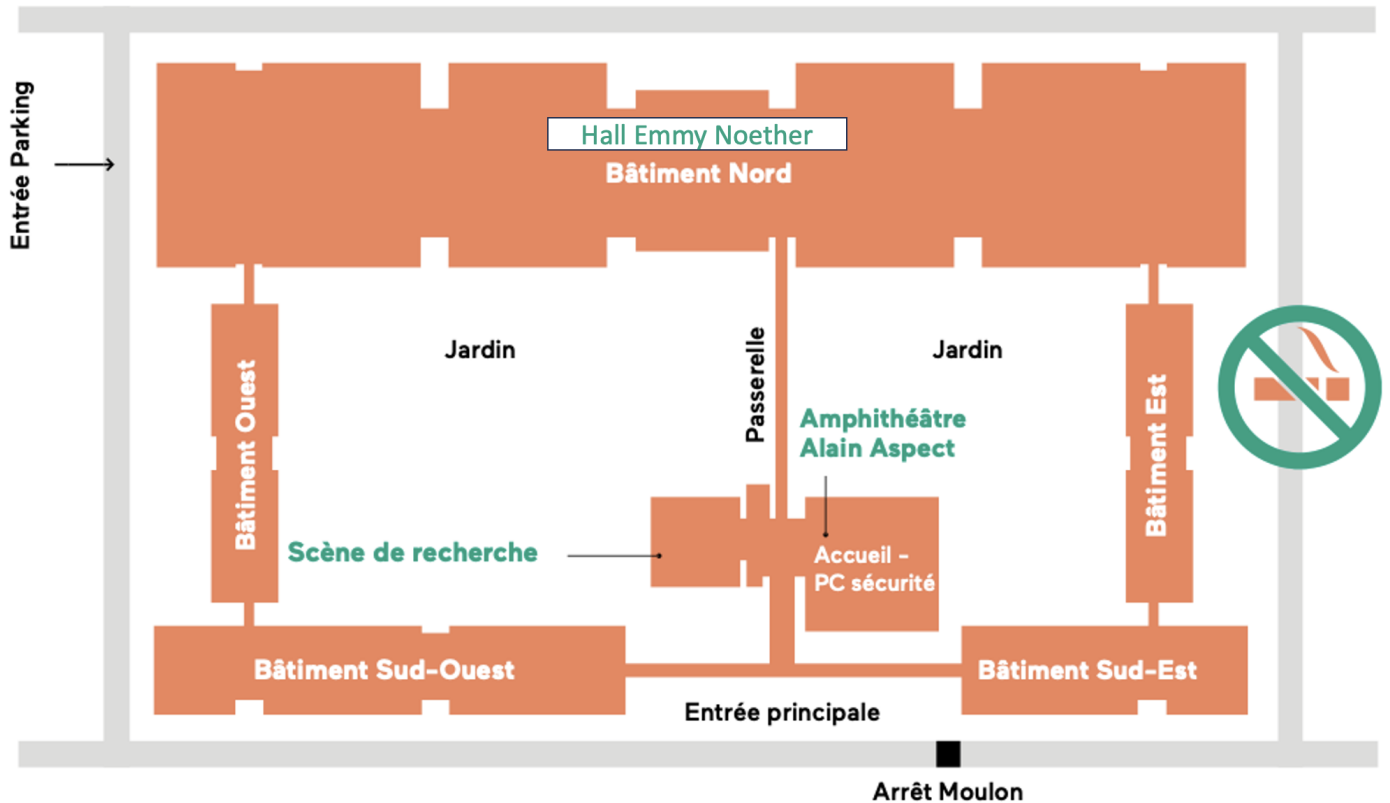 Entrée Parking
Hall Emmy Noether
Bâtiment Nord
Jardin
Passerelle
Jardin
Amphithéâtre
Alain Aspect
Bâtiment Ouest
Bâtiment Est
Scène de recherche
Accueil -
PC sécurité
Bâtiment Sud-Ouest
Bâtiment Sud-Est
Entrée principale
Arrêt Moulon